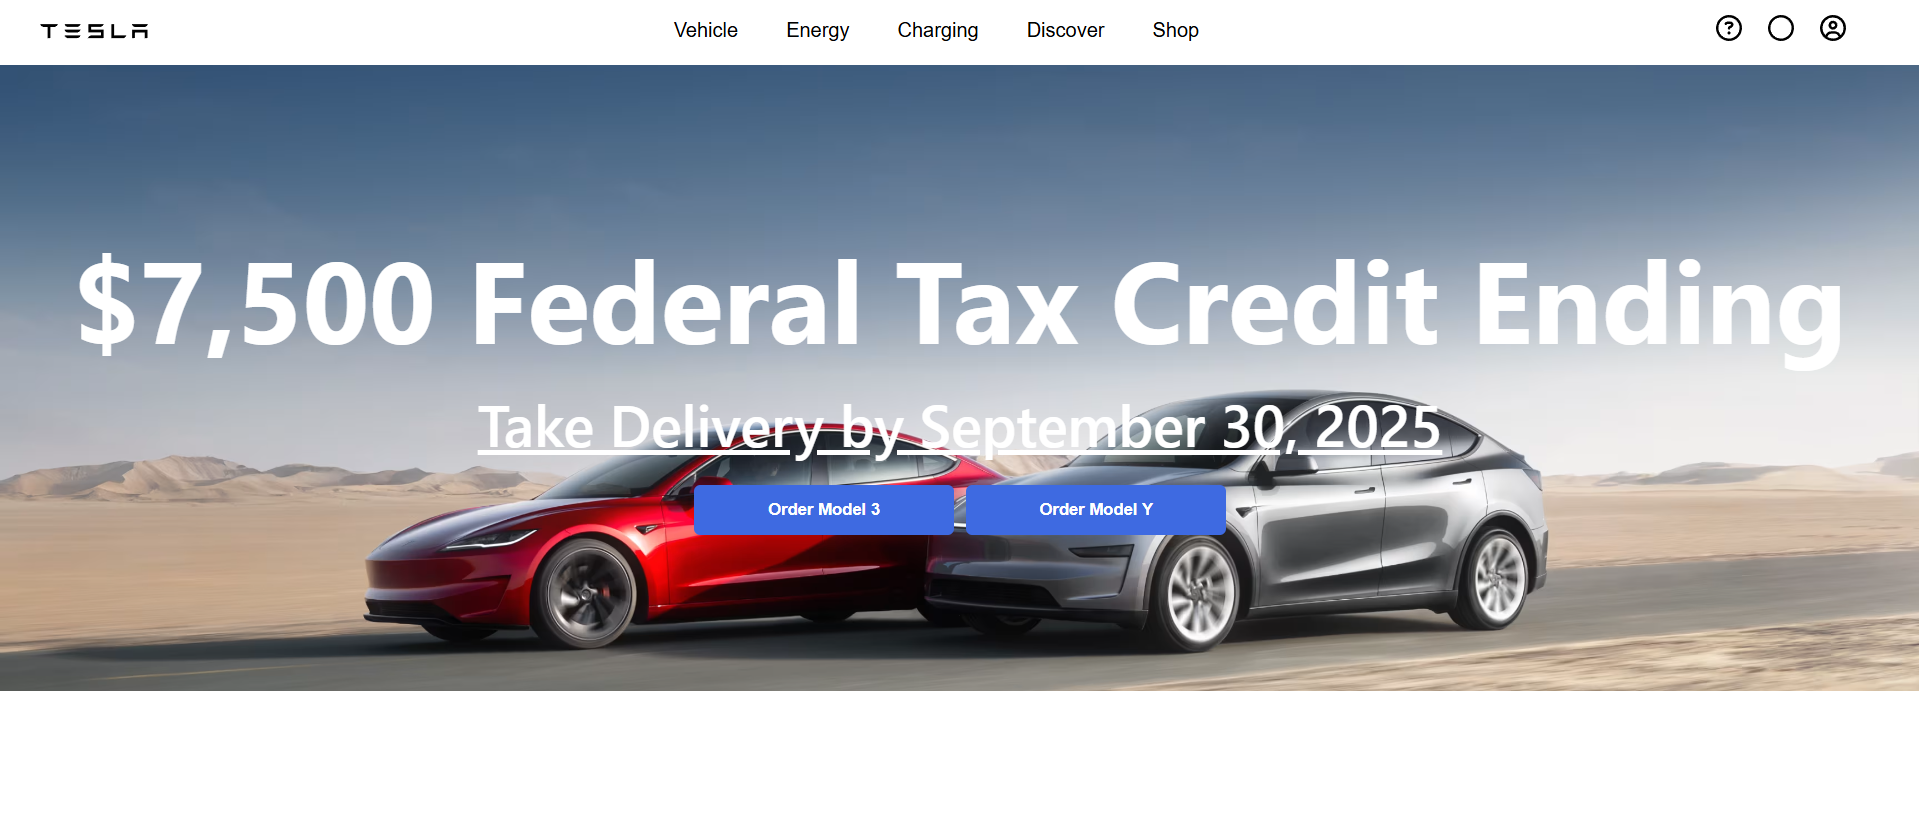 TESLA
Vehicle Energy Charging Discover Shop
$7,500 Federal Tax Credit Ending
Take Delivery by September 30, 2025
Order Model 3 Order Model Y